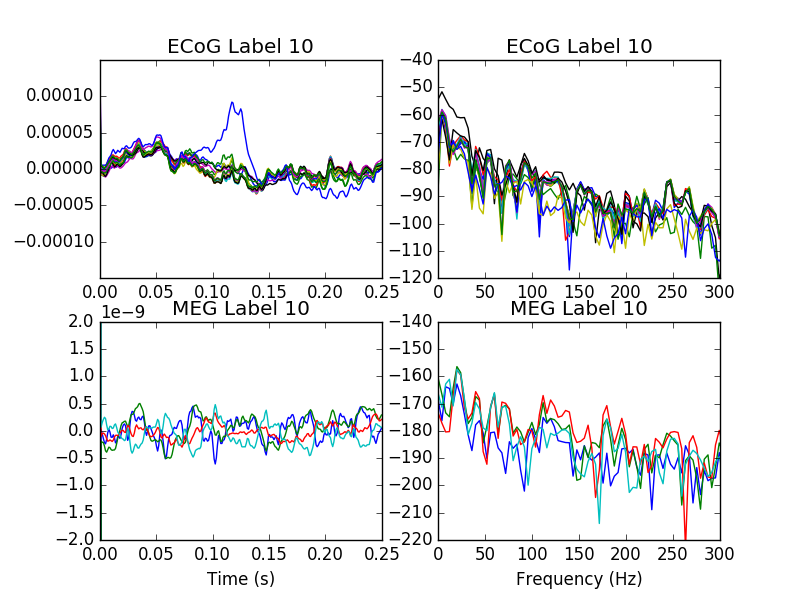 ECoG Label 10
ECoG Label 10
0.00010
0.00005
0.00000
−0.00005
−0.00010
0.00 0.05 0.10 0.15 0.20 0.25
−40
−50
−60
−70
−80
−90
−100
−110
−120
0 50 100 150 200 250 300
1e−9
MEG Label 10
MEG Label 10
2.0
1.5
1.0
0.5
0.0
−0.5
−1.0
−1.5
−2.0
0.00 0.05 0.10 0.15 0.20 0.25
Time (s)
−140
−150
−160
−170
−180
−190
−200
−210
−220
0 50 100 150 200 250 300
Frequency (Hz)